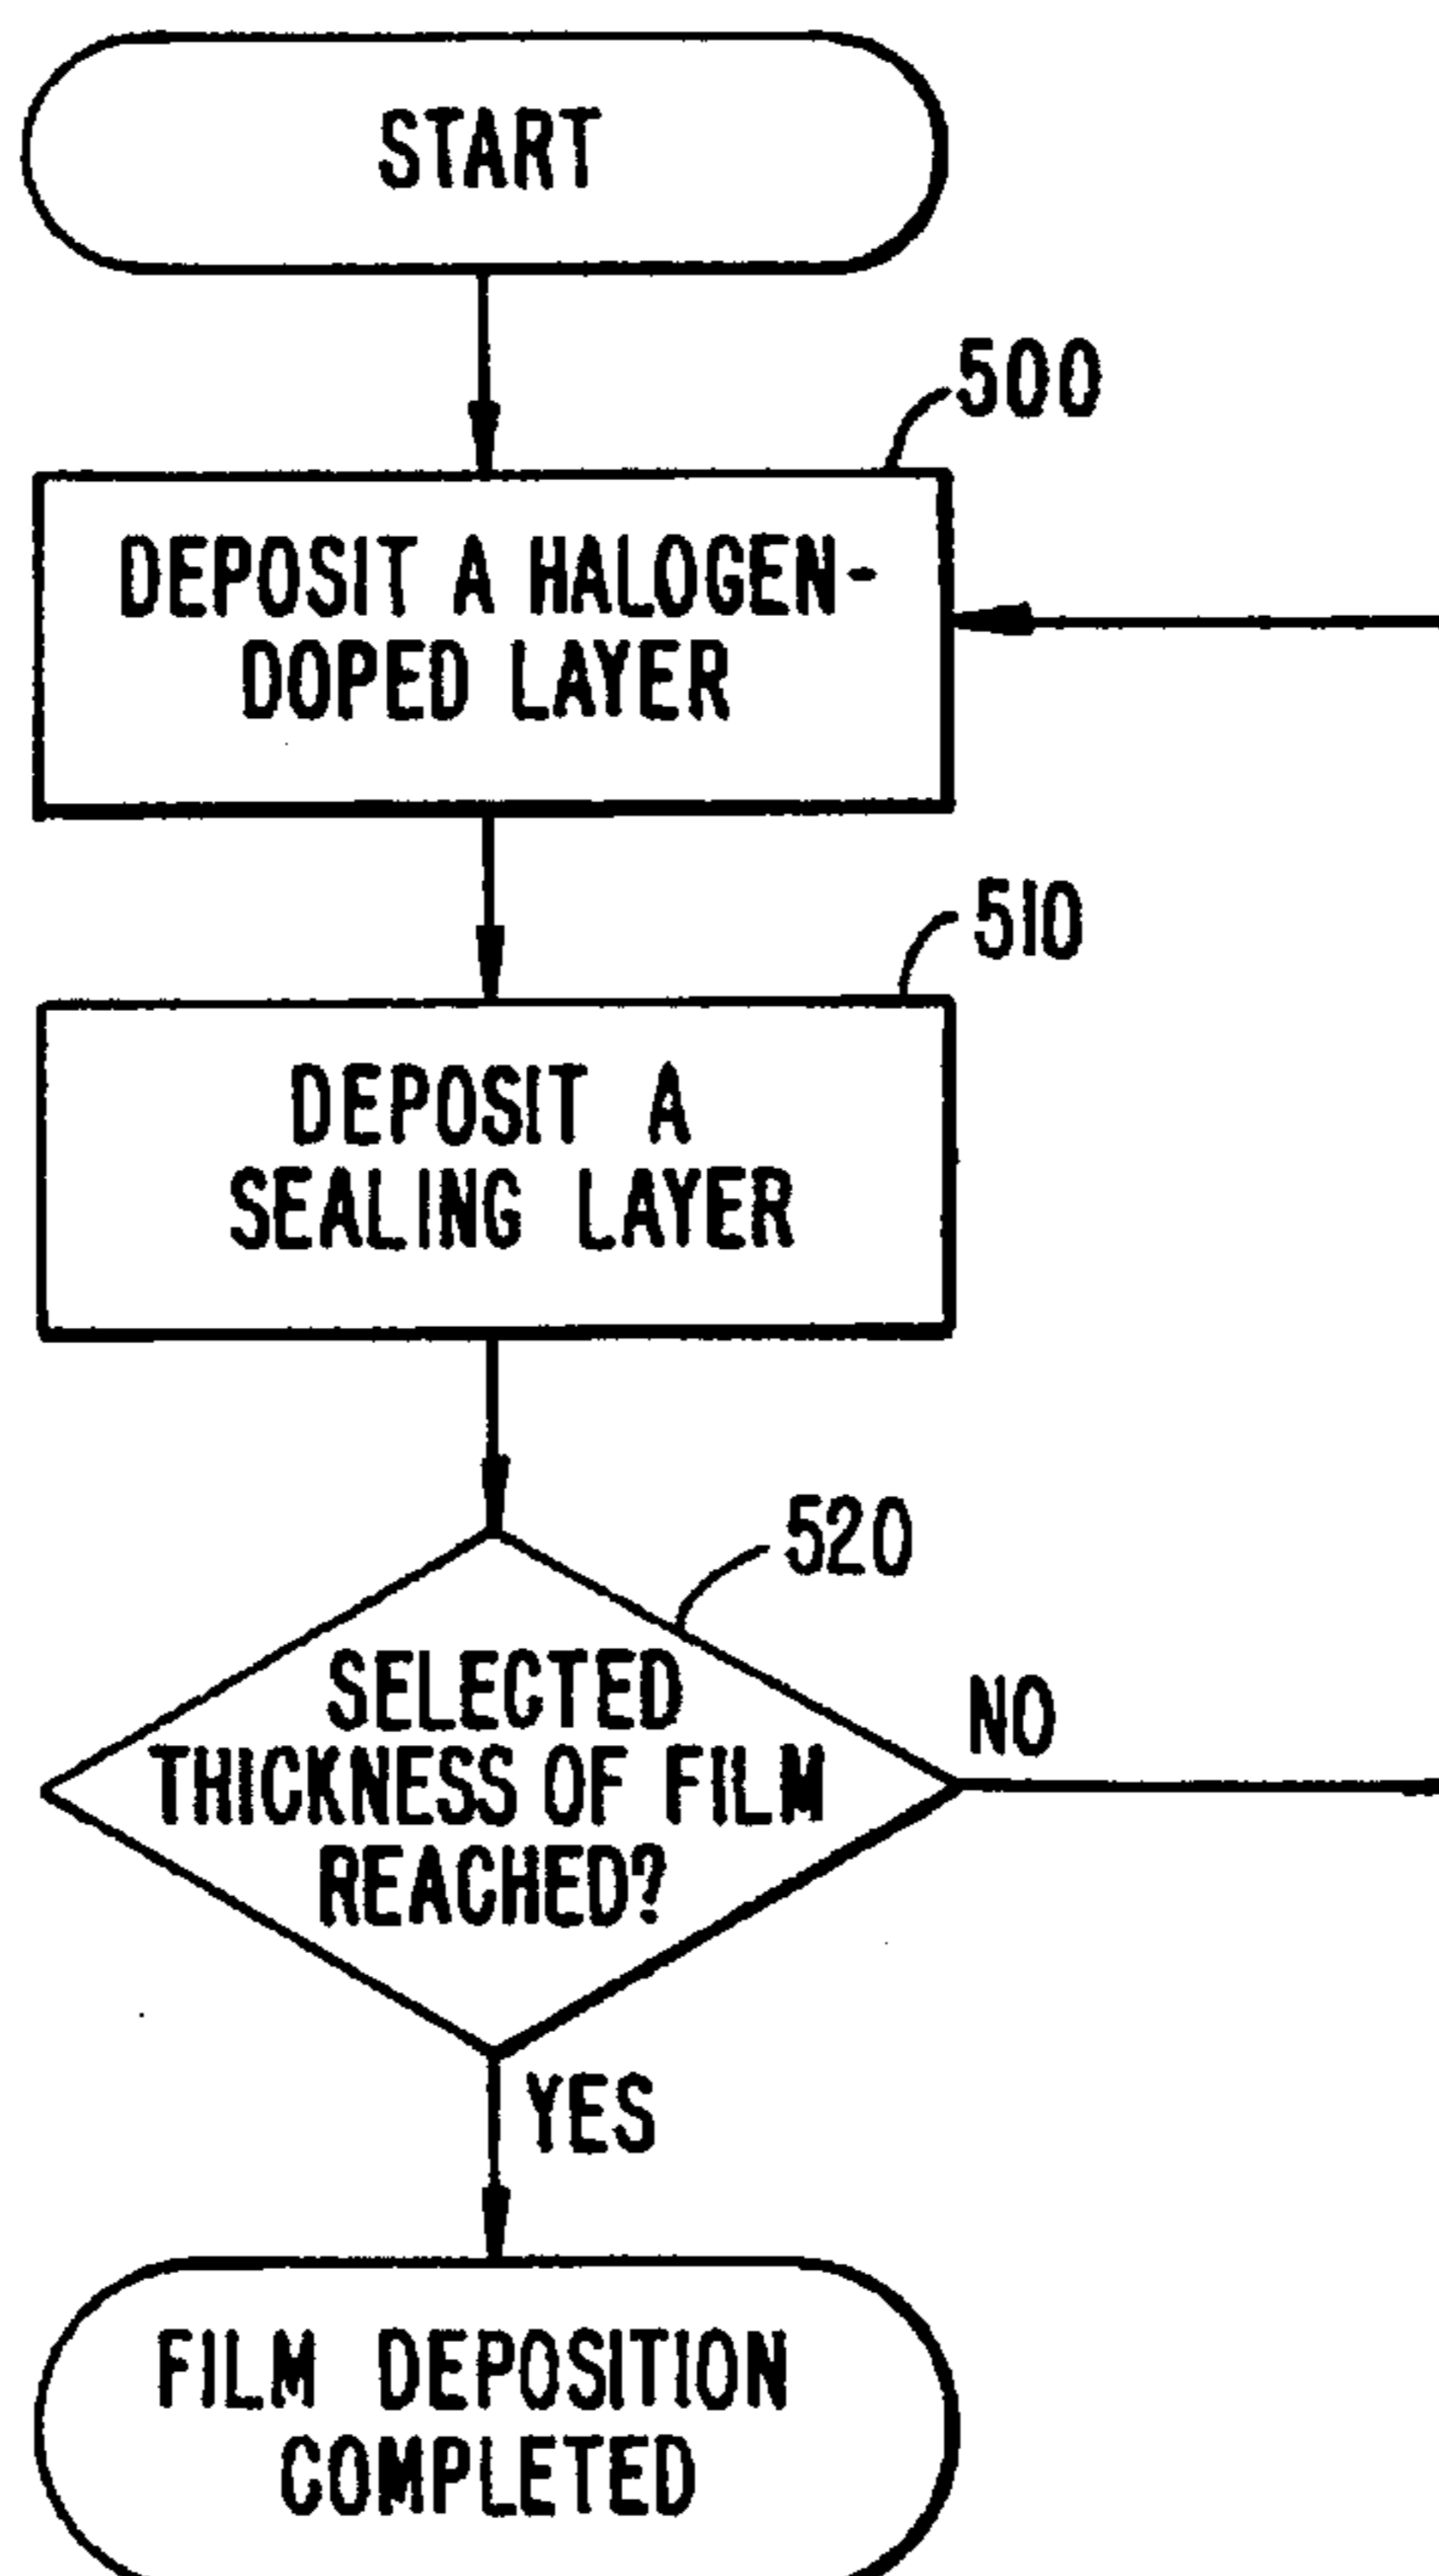 START
500
DEPOSIT A HALOGEN-
DOPED LAYER
510
DEPOSIT A
SEALING LAYER
520
SELECTED
THICKNESS OF FILM
REACHED?
NO
YES
FILM DEPOSITION
COMPLETED